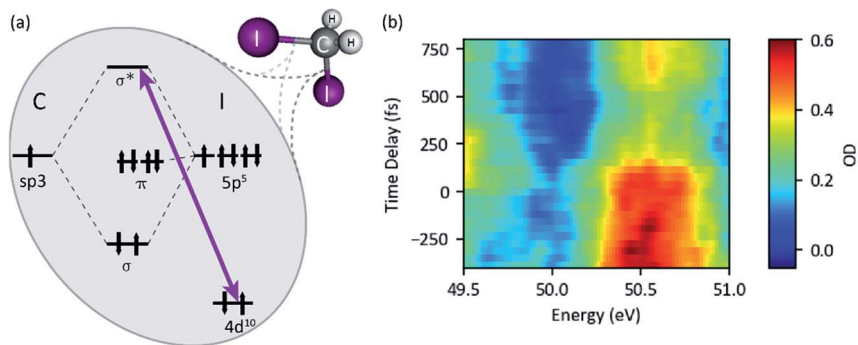 (a)
H
I
C
H
σ*
C
I
I
sp3
π
5p⁵
σ
4d¹⁰
(b)
750
500
250
0
−250
Time Delay (fs)
49.5 50.0 50.5 51.0
Energy (eV)
0.6
0.4
0.2
0.0
OD